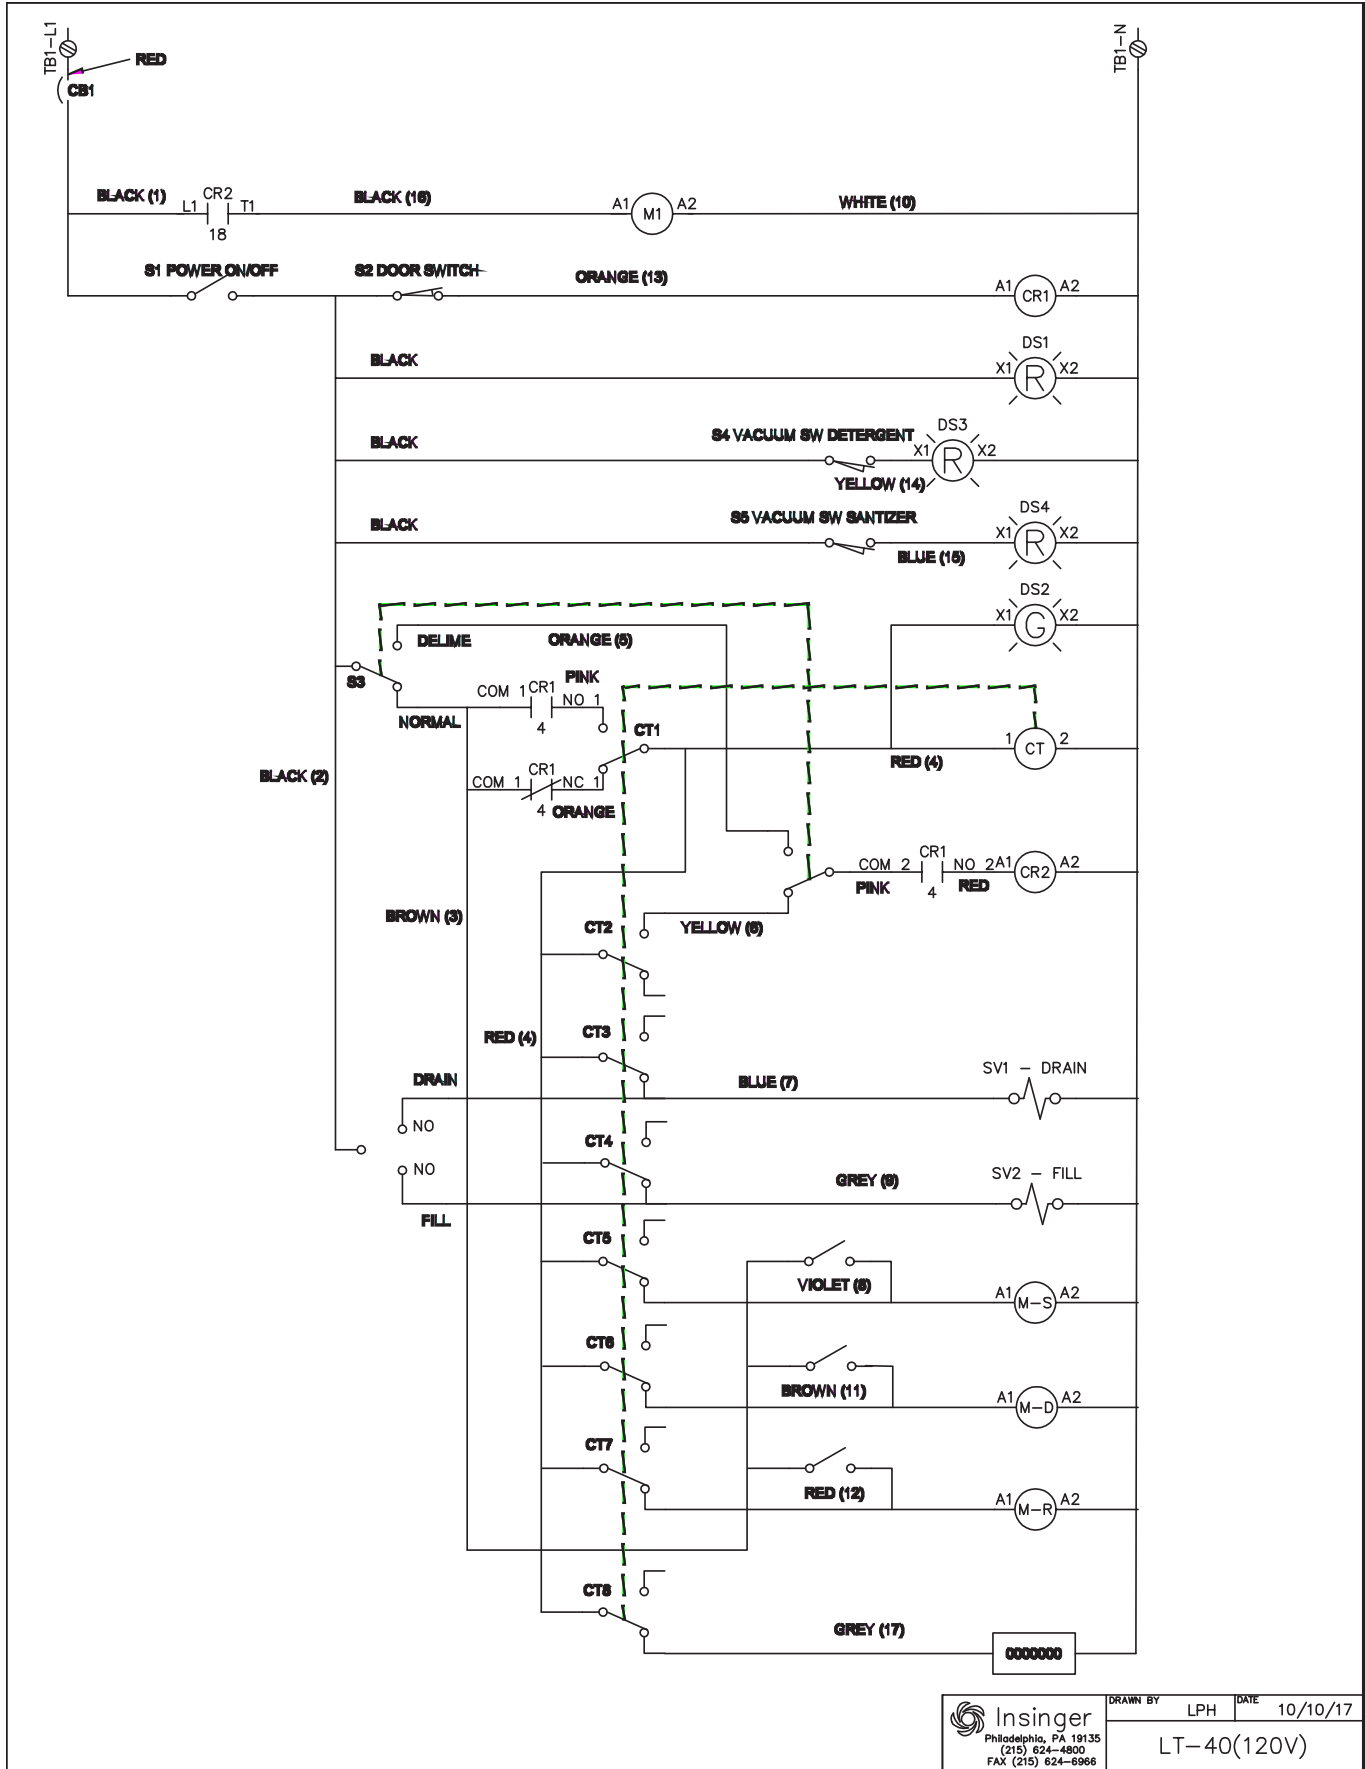 TB1-L1
RED
CB1
TB1-N
BLACK (1)
L1 CR2 T1
18
BLACK (16)
A1 M1 A2
WHITE (10)
S1 POWER ON/OFF
S2 DOOR SWITCH
ORANGE (13)
A1 CR1 A2
BLACK
DS1
X1 R X2
BLACK
S4 VACUUM SW DETERGENT
DS3
X1 R X2
YELLOW (14)
BLACK
S5 VACUUM SW SANTIZER
DS4
X1 R X2
BLUE (15)
DS2
X1 G X2
DELIME
ORANGE (5)
S3
PINK
COM 1 CR1 NO 1
4
NORMAL
CT1
1 CT 2
RED (4)
BLACK (2)
COM 1 CR1 NC 1
4 ORANGE
COM 2 CR1 NO 2 A1 CR2 A2
PINK 4 RED
BROWN (3)
CT2
YELLOW (6)
RED (4)
CT3
DRAIN
BLUE (7)
SV1 - DRAIN
NO
CT4
NO
GREY (9)
SV2 - FILL
FILL
CT5
VIOLET (8)
A1 M-S A2
CT6
BROWN (11)
A1 M-D A2
CT7
RED (12)
A1 M-R A2
CT8
GREY (17)
0000000
Insinger
Philadelphia, PA 19135
(215) 624-4800
FAX (215) 624-6966
DRAWN BY LPH
DATE 10/10/17
LT-40(120V)